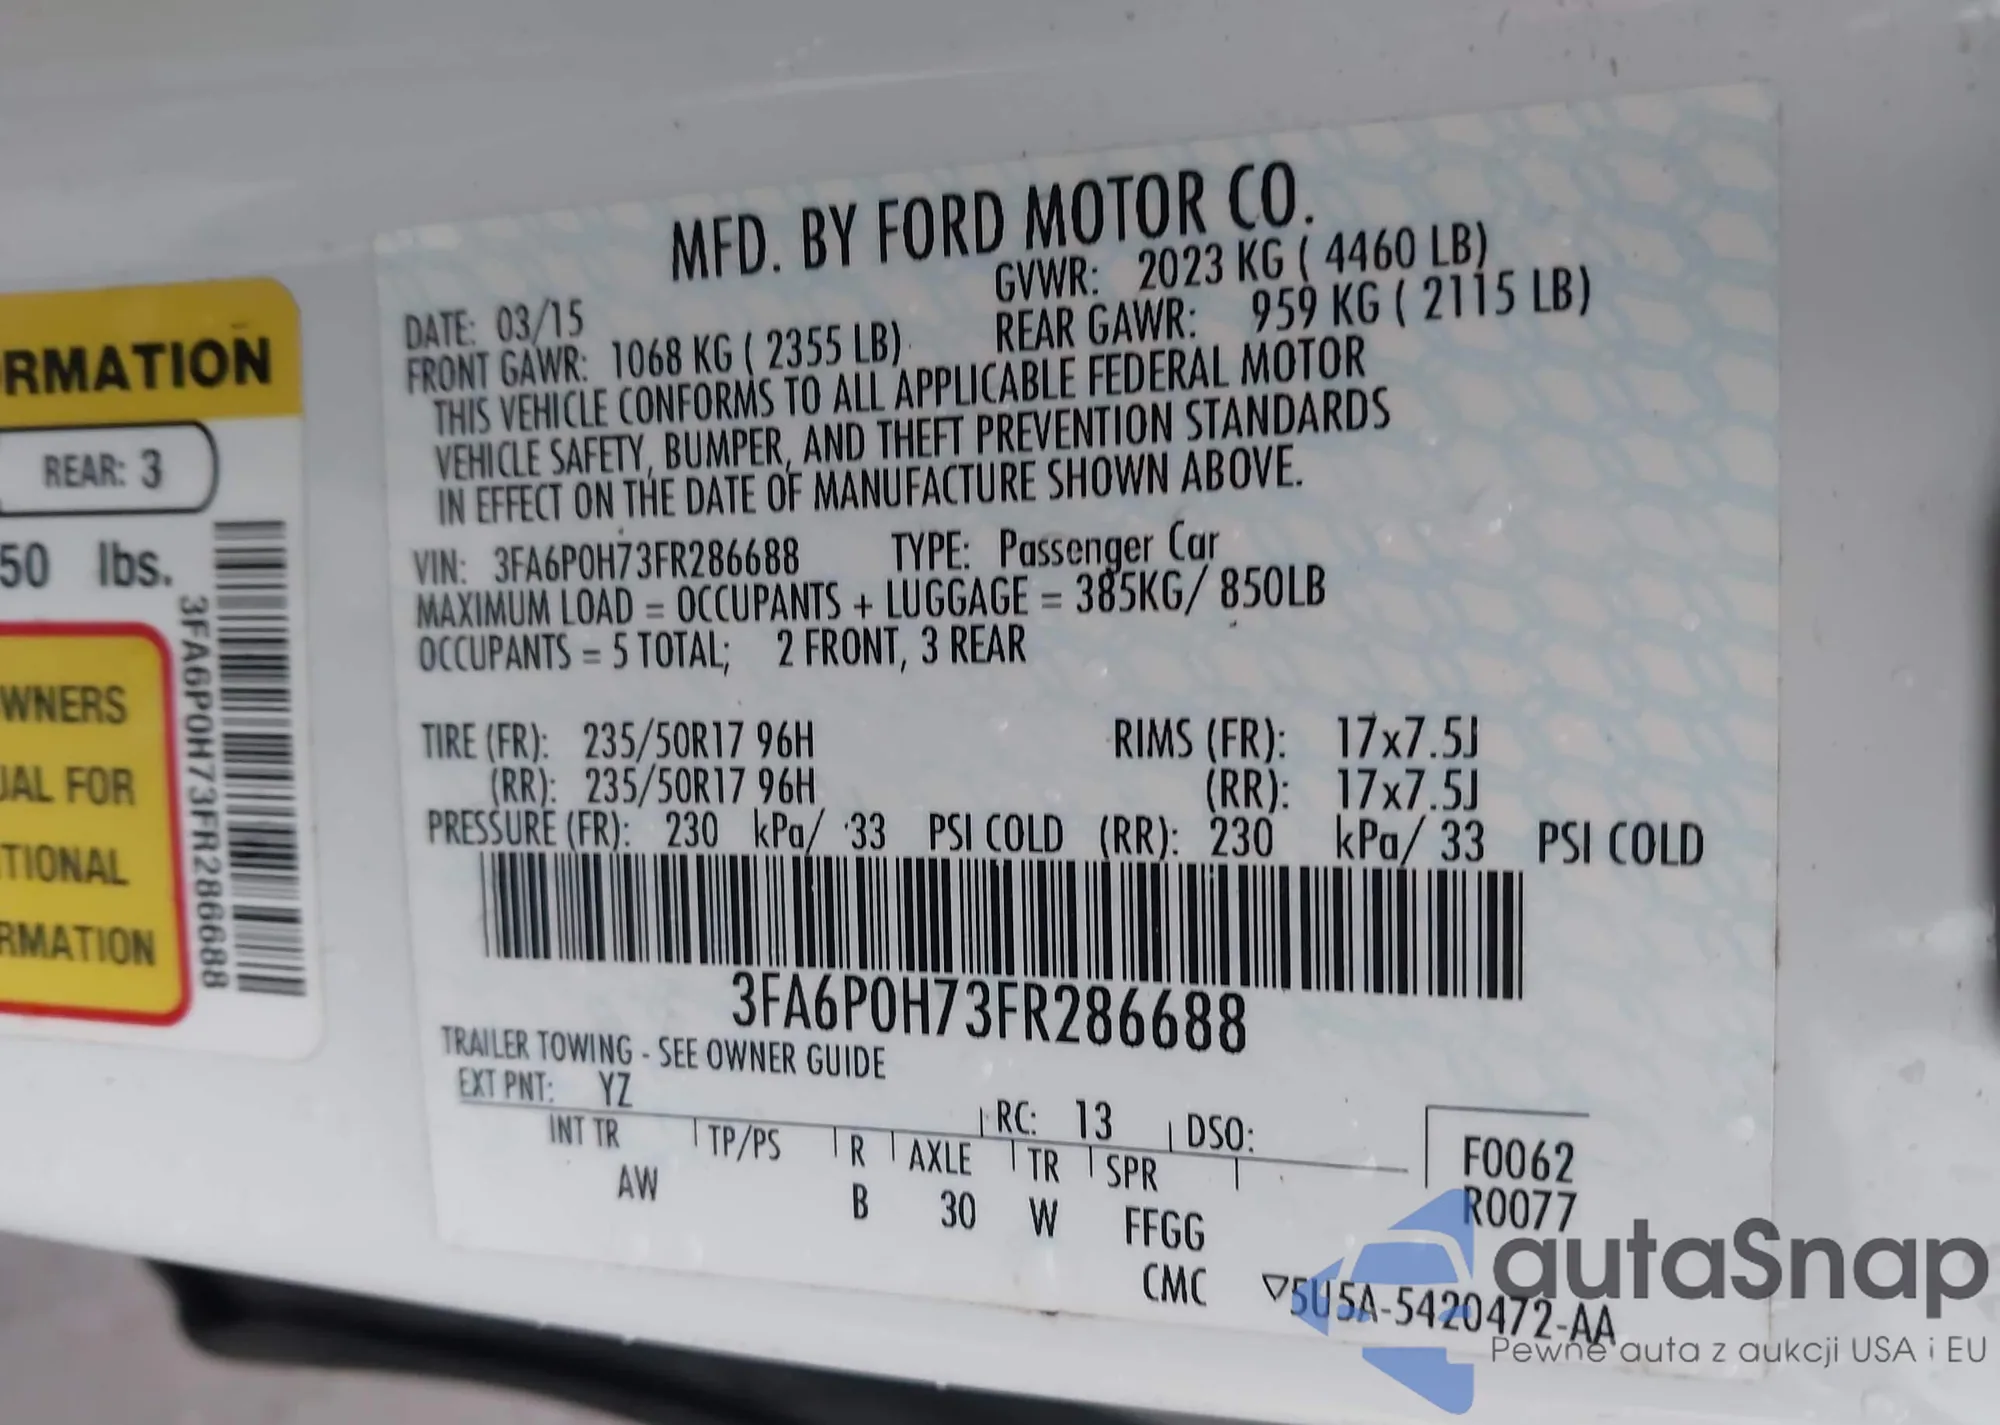 RMATION
REAR: 3
50 lbs.
WNERS
UAL FOR
TIONAL
RMATION
3FA6P0H73FR286688
MFD. BY FORD MOTOR CO.
DATE: 03/15 GVWR: 2023 KG ( 4460 LB)
FRONT GAWR: 1068 KG ( 2355 LB) REAR GAWR: 959 KG ( 2115 LB)
THIS VEHICLE CONFORMS TO ALL APPLICABLE FEDERAL MOTOR
VEHICLE SAFETY, BUMPER, AND THEFT PREVENTION STANDARDS
IN EFFECT ON THE DATE OF MANUFACTURE SHOWN ABOVE.
VIN: 3FA6P0H73FR286688 TYPE: Passenger Car
MAXIMUM LOAD = OCCUPANTS + LUGGAGE = 385KG/ 850LB
OCCUPANTS = 5 TOTAL; 2 FRONT, 3 REAR
TIRE (FR): 235/50R17 96H RIMS (FR): 17x7.5J
(RR): 235/50R17 96H (RR): 17x7.5J
PRESSURE (FR): 230 kPa/ 33 PSI COLD (RR): 230 kPa/ 33 PSI COLD
3FA6P0H73FR286688
TRAILER TOWING - SEE OWNER GUIDE
EXT PNT: YZ RC: 13 DSO:
INT TR TP/PS R AXLE TR SPR
AW B 30 W FFGG
CMC
F0062
R0077
▽5U5A-5420472-AA
autaSnap
Pewne auta z aukcji USA i EU